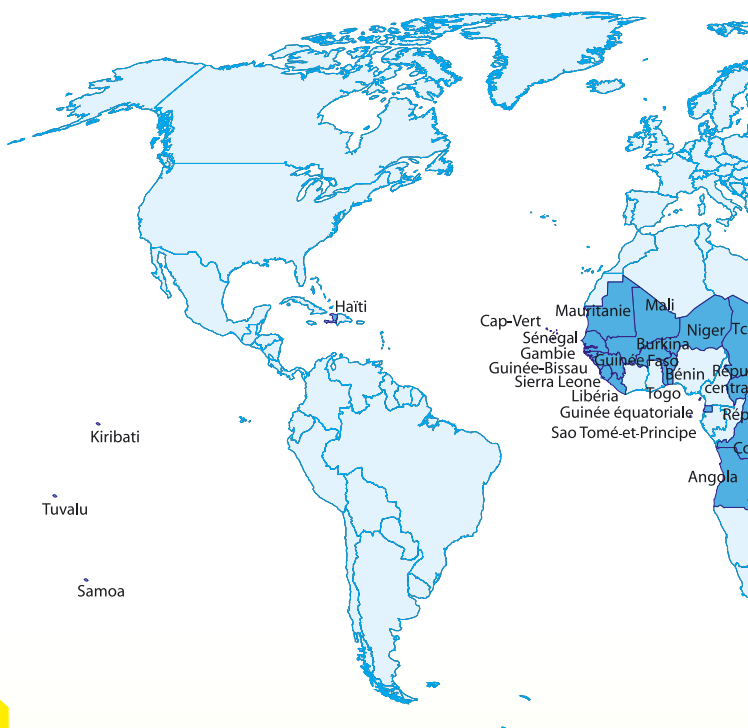 Haïti
Mauritanie
Mali
Cap-Vert
Niger
Sénégal
Burkina
Faso
Gambie
Guinée
Guinée-Bissau
Bénin
Sierra Leone
Libéria
Togo
Guinée équatoriale
Sao Tomé-et-Principe
Kiribati
Angola
Tuvalu
Samoa